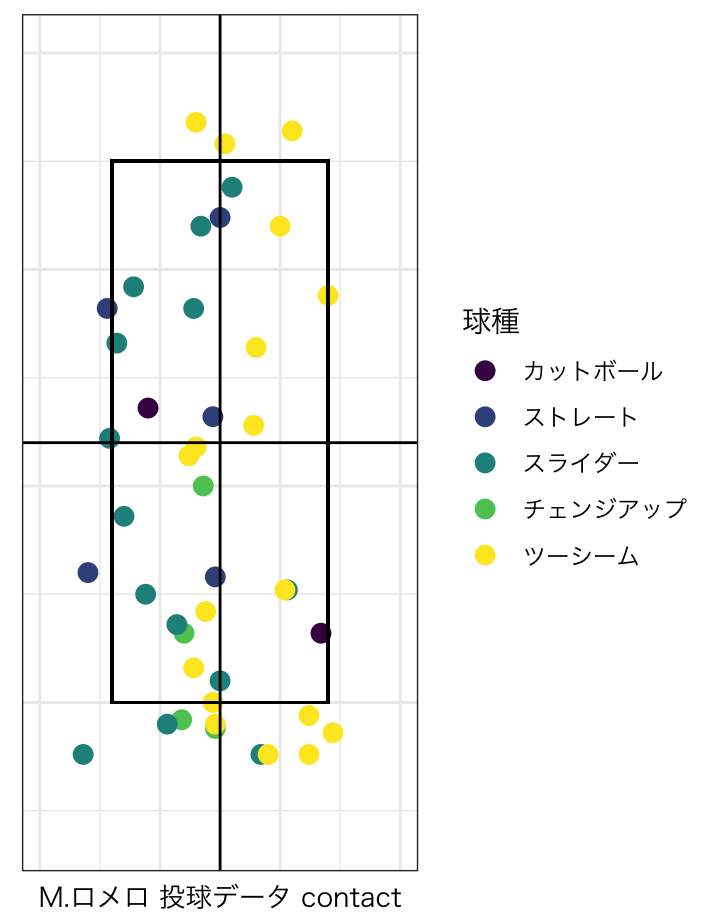 球種
カットボール
ストレート
スライダー
チェンジアップ
ツーシーム
M.ロメロ 投球データ contact